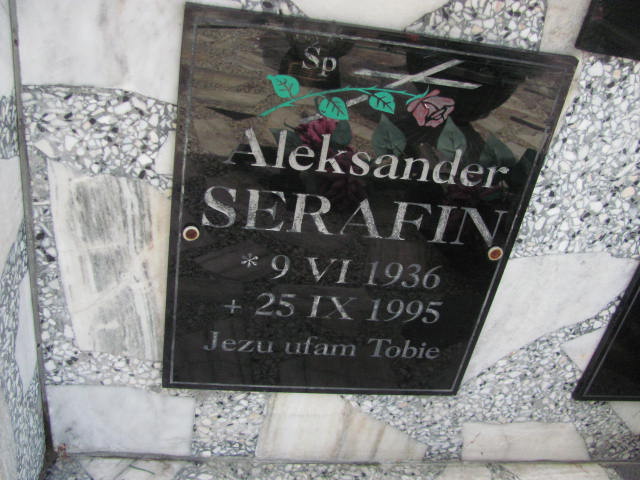 Sp
Aleksander
SERAFIN
* 9 VI 1936
+ 25 IX 1995
Jezu ufam Tobie